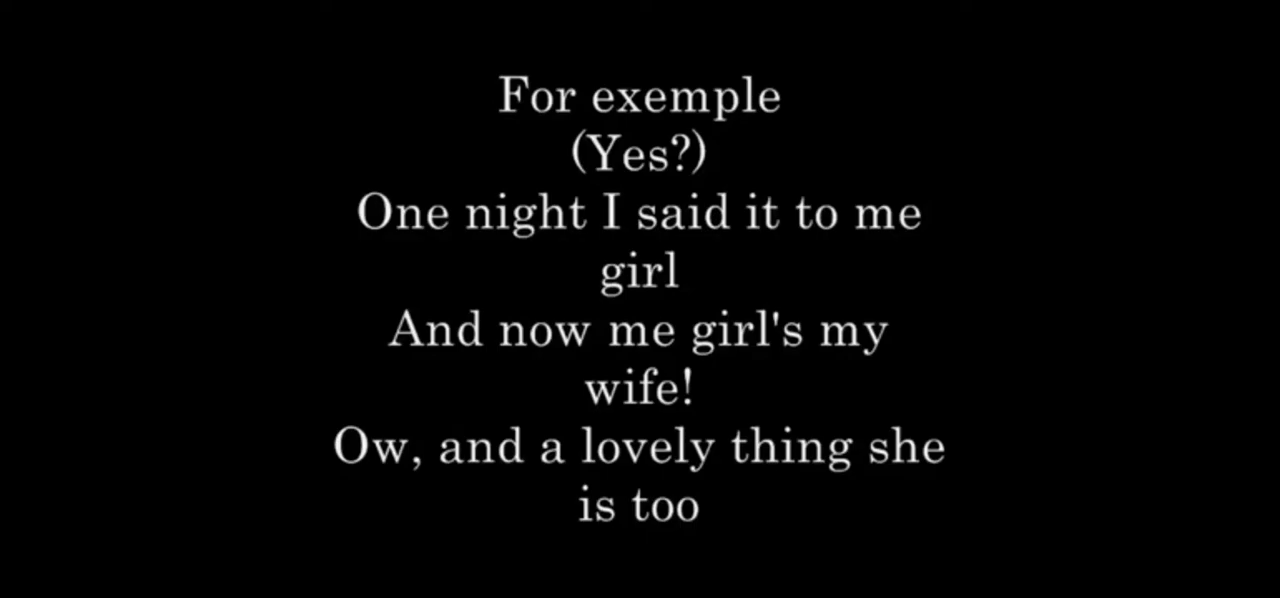 For exemple
(Yes?)
One night I said it to me
girl
And now me girl's my
wife!
Ow, and a lovely thing she
is too